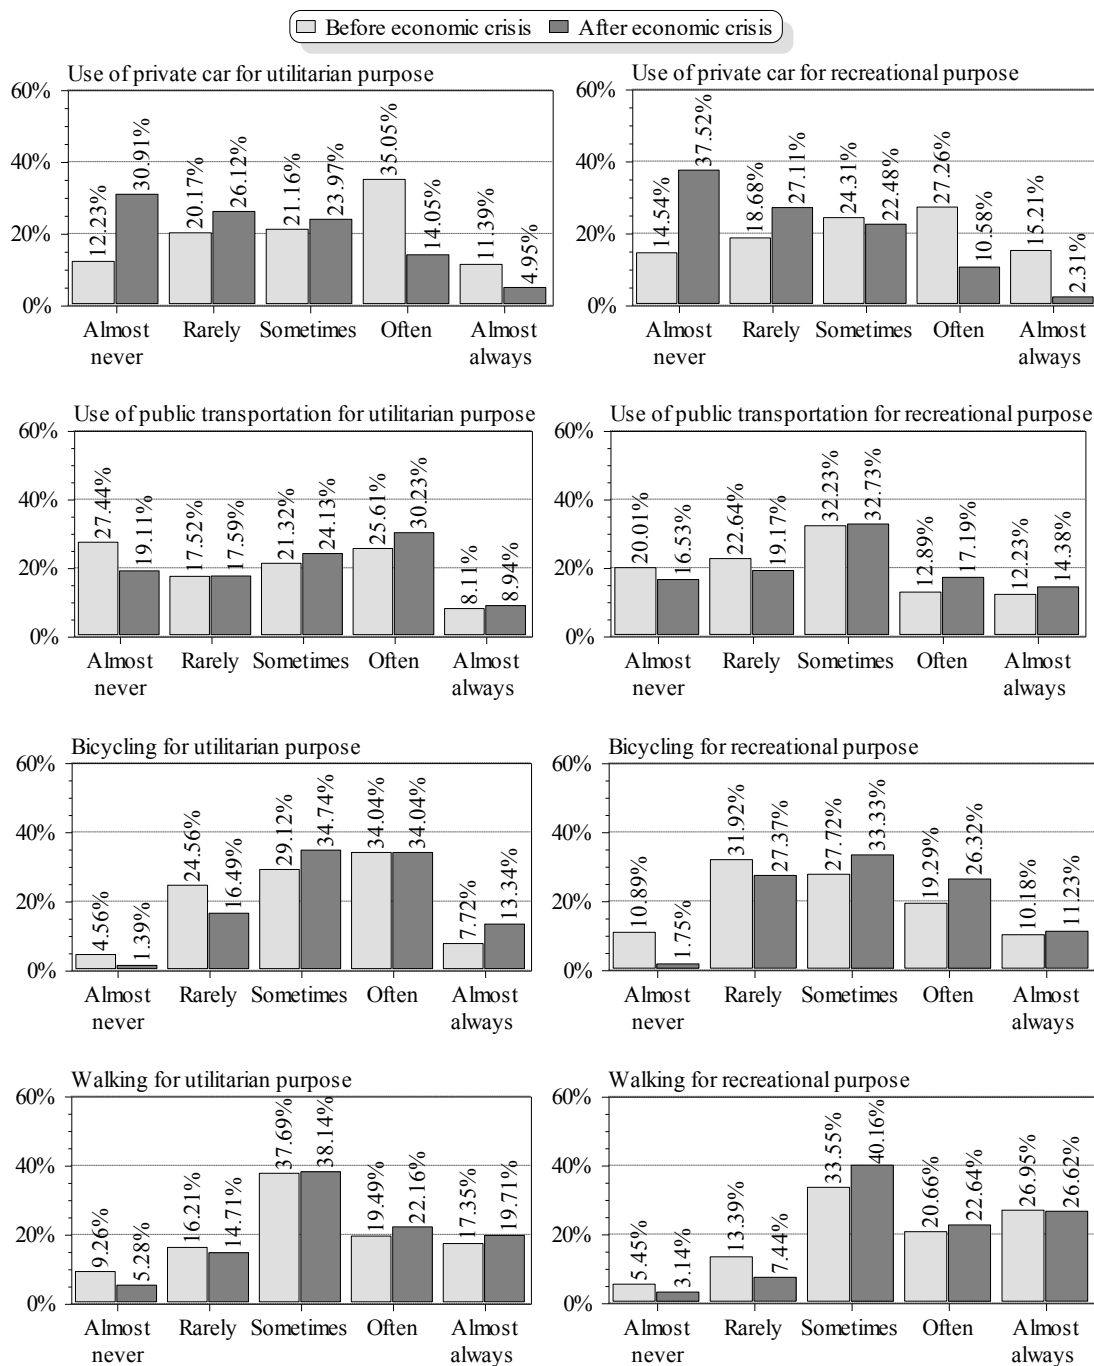 Before economic crisis After economic crisis
Use of private car for utilitarian purpose
60%
40%
20%
0%
12.23% 30.91% 20.17% 26.12% 21.16% 23.97% 35.05% 14.05% 11.39% 4.95%
Almost never Rarely Sometimes Often Almost always
Use of private car for recreational purpose
60%
40%
20%
0%
14.54% 37.52% 18.68% 27.11% 24.31% 22.48% 27.26% 10.58% 15.21% 2.31%
Almost never Rarely Sometimes Often Almost always
Use of public transportation for utilitarian purpose
60%
40%
20%
0%
27.44% 19.11% 17.52% 17.59% 21.32% 24.13% 25.61% 30.23% 8.11% 8.94%
Almost never Rarely Sometimes Often Almost always
Use of public transportation for recreational purpose
60%
40%
20%
0%
20.01% 16.53% 22.64% 19.17% 32.23% 32.73% 12.89% 17.19% 12.23% 14.38%
Almost never Rarely Sometimes Often Almost always
Bicycling for utilitarian purpose
60%
40%
20%
0%
4.56% 1.39% 24.56% 16.49% 29.12% 34.74% 34.04% 34.04% 7.72% 13.34%
Almost never Rarely Sometimes Often Almost always
Bicycling for recreational purpose
60%
40%
20%
0%
10.89% 1.75% 31.92% 27.37% 27.72% 33.33% 19.29% 26.32% 10.18% 11.23%
Almost never Rarely Sometimes Often Almost always
Walking for utilitarian purpose
60%
40%
20%
0%
9.26% 5.28% 16.21% 14.71% 37.69% 38.14% 19.49% 22.16% 17.35% 19.71%
Almost never Rarely Sometimes Often Almost always
Walking for recreational purpose
60%
40%
20%
0%
5.45% 3.14% 13.39% 7.44% 33.55% 40.16% 20.66% 22.64% 26.95% 26.62%
Almost never Rarely Sometimes Often Almost always